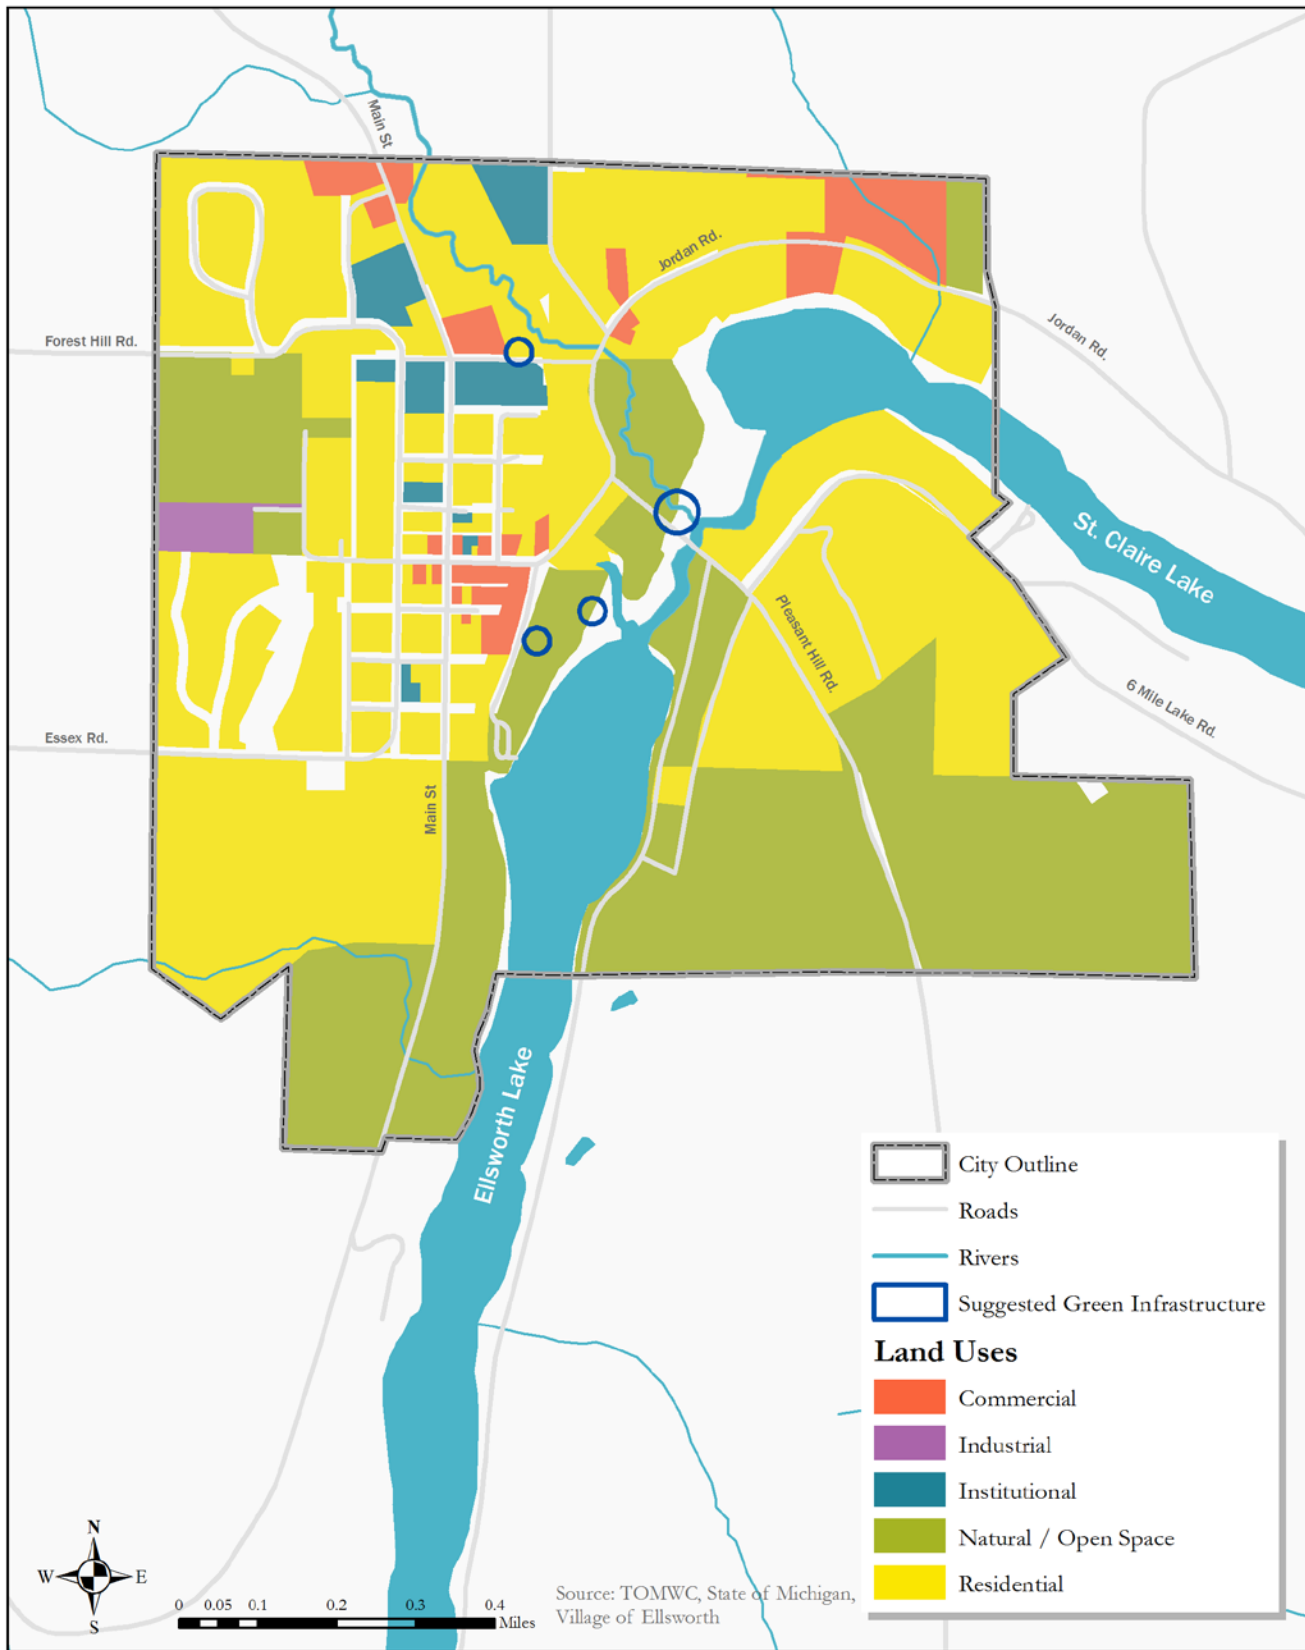 Main St
Jordan Rd.
Forest Hill Rd.
Jordan Rd.
St. Claire Lake
Pleasant Hill Rd.
6 Mile Lake Rd.
Essex Rd.
Main St
Ellsworth Lake
City Outline
Roads
Rivers
Suggested Green Infrastructure
Land Uses
Commercial
Industrial
Institutional
Natural / Open Space
Residential
N
W E
S
0 0.05 0.1 0.2 0.3 0.4
Miles
Source: TOMWC, State of Michigan,
Village of Ellsworth